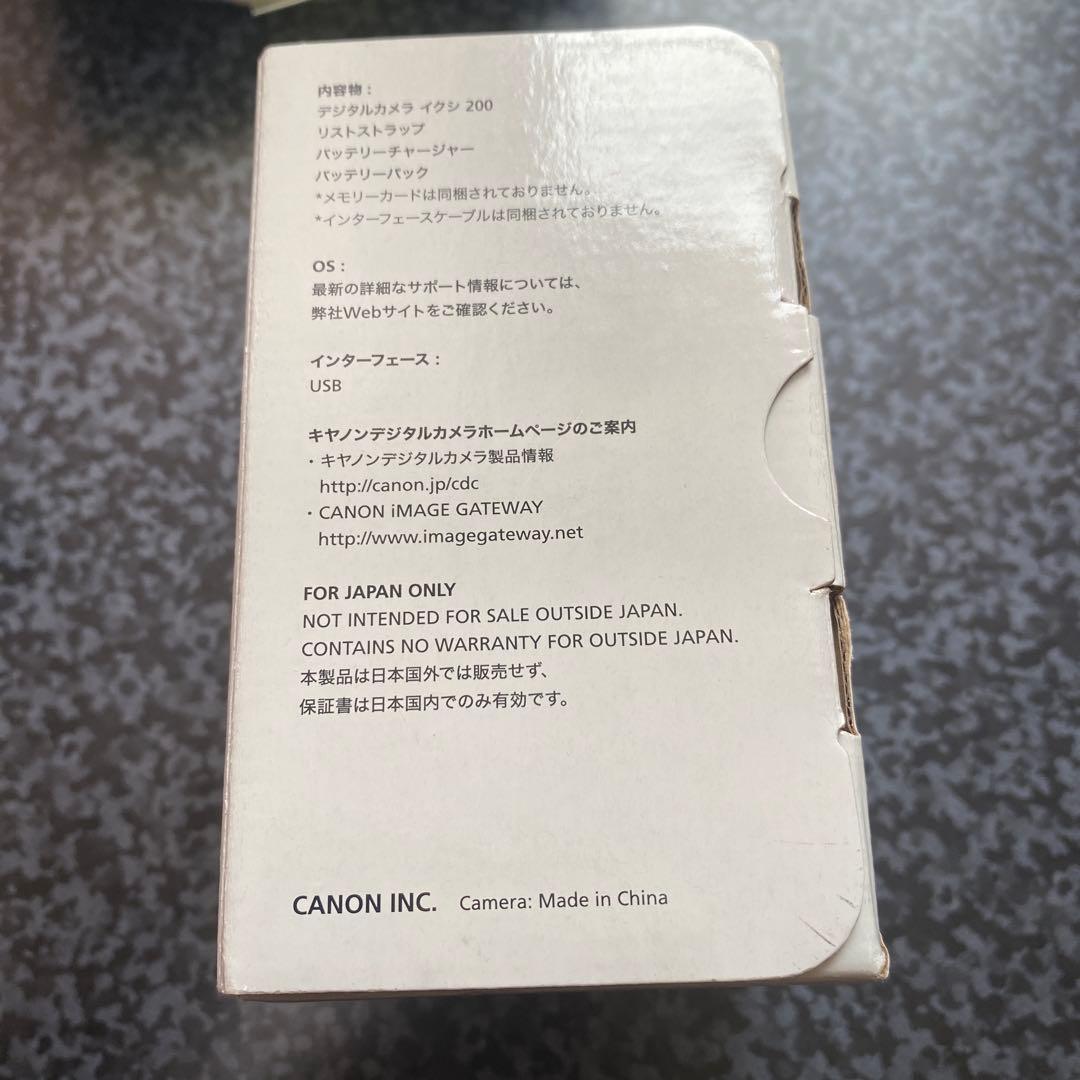 内容物：
デジタルカメラ イクシ 200
リストストラップ
バッテリーチャージャー
バッテリーパック
*メモリーカードは同梱されておりません。
*インターフェースケーブルは同梱されておりません。
OS：
最新の詳細なサポート情報については、
弊社Webサイトをご確認ください。
インターフェース：
USB
キヤノンデジタルカメラホームページのご案内
・キヤノンデジタルカメラ製品情報
http://canon.jp/cdc
・CANON iMAGE GATEWAY
http://www.imagegateway.net
FOR JAPAN ONLY
NOT INTENDED FOR SALE OUTSIDE JAPAN.
CONTAINS NO WARRANTY FOR OUTSIDE JAPAN.
本製品は日本国外では販売せず、
保証書は日本国内でのみ有効です。
CANON INC. Camera: Made in China